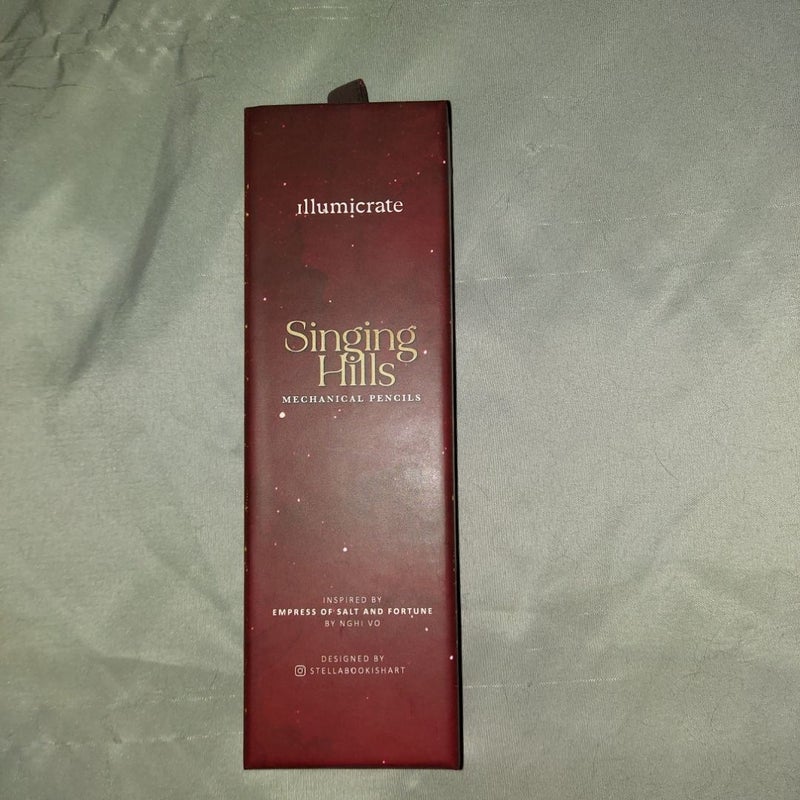 illumicrate
Singing
Hills
MECHANICAL PENCILS
INSPIRED BY
EMPRESS OF SALT AND FORTUNE
BY NGHI VO
DESIGNED BY
STELLABOOKISHART